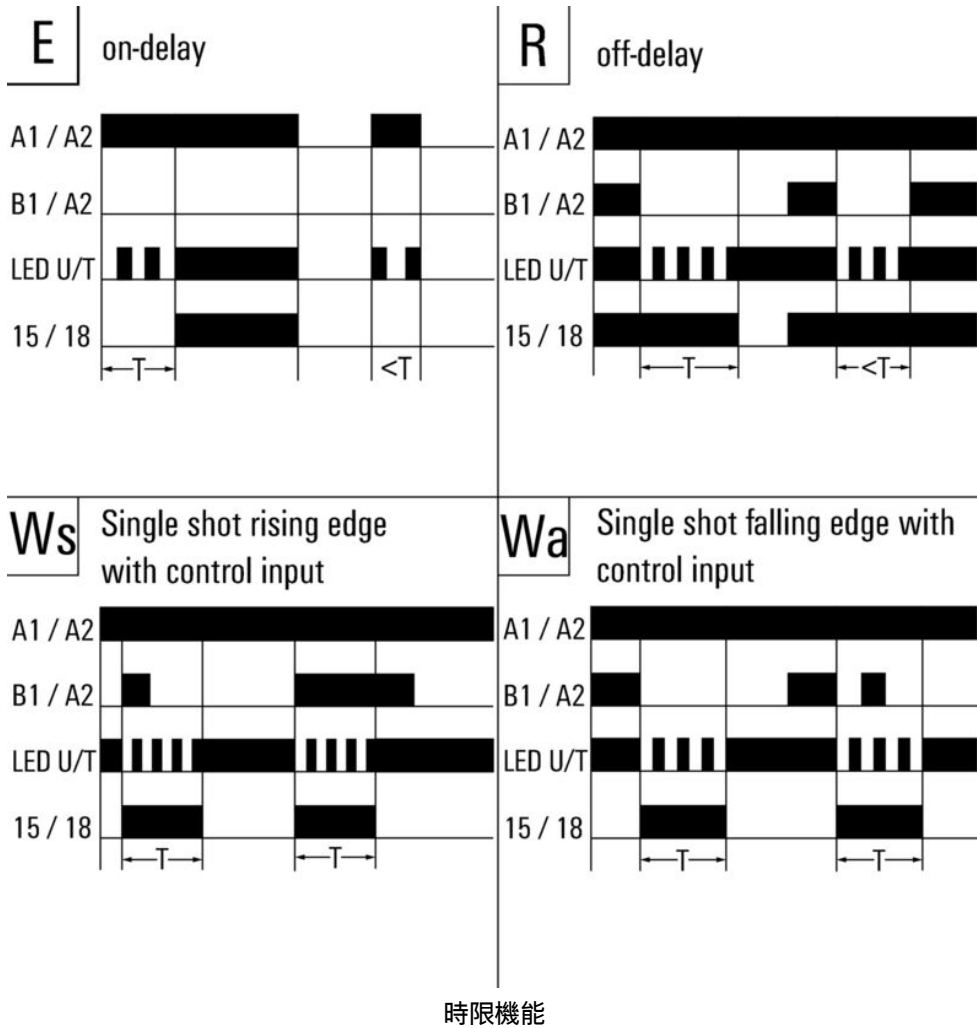 E on-delay
A1 / A2
B1 / A2
LED U/T
15 / 18
T <T
R off-delay
A1 / A2
B1 / A2
LED U/T
15 / 18
T <T
Ws Single shot rising edge
with control input
A1 / A2
B1 / A2
LED U/T
15 / 18
T T
Wa Single shot falling edge with
control input
A1 / A2
B1 / A2
LED U/T
15 / 18
T T
時限機能